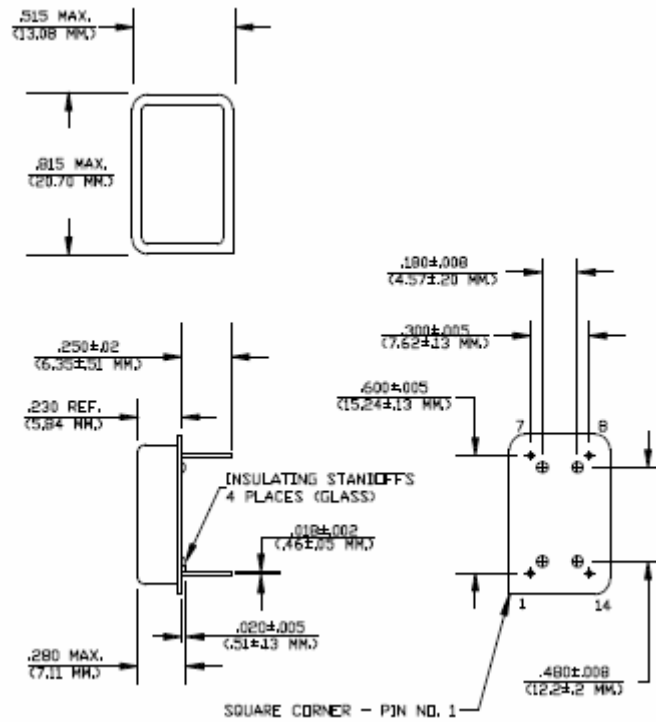 .515 MAX.
(13.08 MM.)
.815 MAX.
(20.70 MM.)
.180±.008
(4.57±.20 MM.)
.250±.02
(6.35±.51 MM.)
.300±.005
(7.62±.13 MM.)
.230 REF.
(5.84 MM.)
.600±.005
(15.24±.13 MM.)
7
8
INSULATING STANDOFFS
4 PLACES (GLASS)
.018±.002
(.46±.05 MM.)
.020±.005
(.51±.13 MM.)
1
14
.280 MAX.
(7.11 MM.)
.480±.008
(12.2±.2 MM.)
SQUARE CORNER - PIN NO. 1